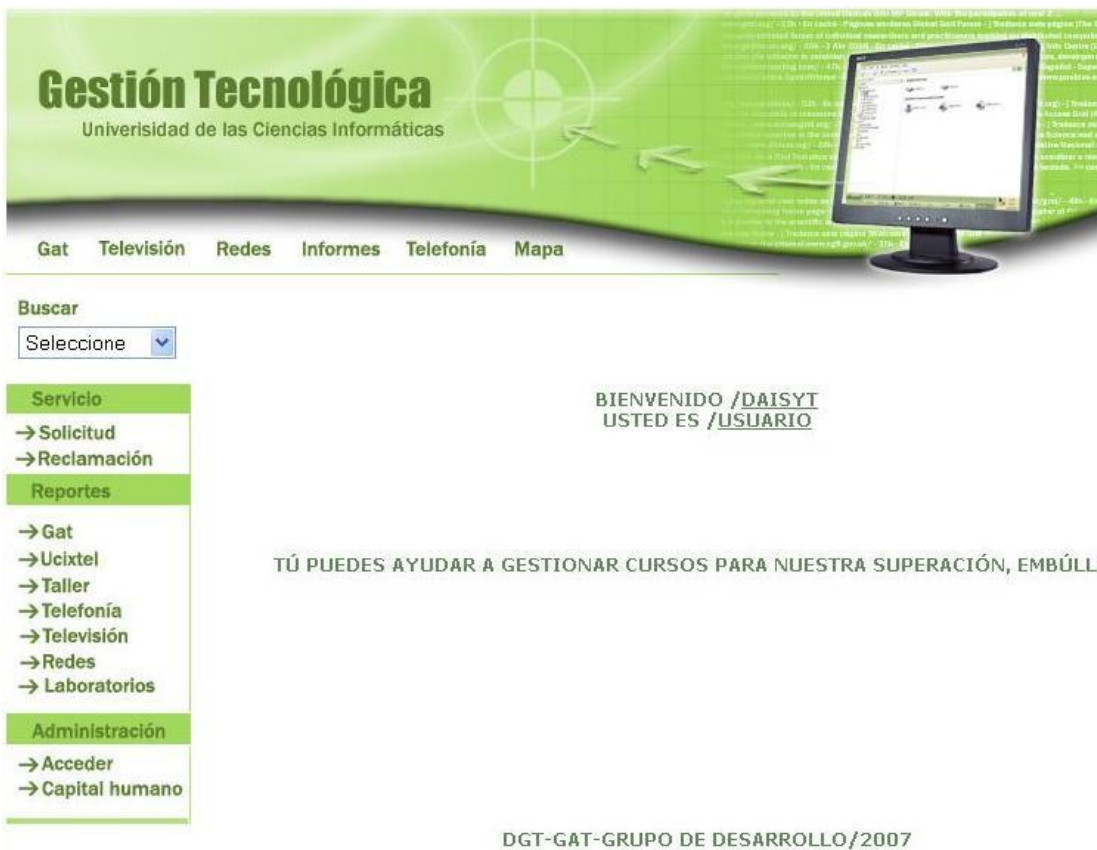 Gestión Tecnológica
Univerisidad de las Ciencias Informáticas
Gat Televisión Redes Informes Telefonía Mapa
Buscar
Seleccione
Servicio
→Solicitud
→Reclamación
Reportes
→Gat
→Ucixtel
→Taller
→Telefonía
→Televisión
→Redes
→ Laboratorios
Administración
→Acceder
→Capital humano
BIENVENIDO /DAISYT
USTED ES /USUARIO
TÚ PUEDES AYUDAR A GESTIONAR CURSOS PARA NUESTRA SUPERACIÓN, EMBÚLL
DGT-GAT-GRUPO DE DESARROLLO/2007